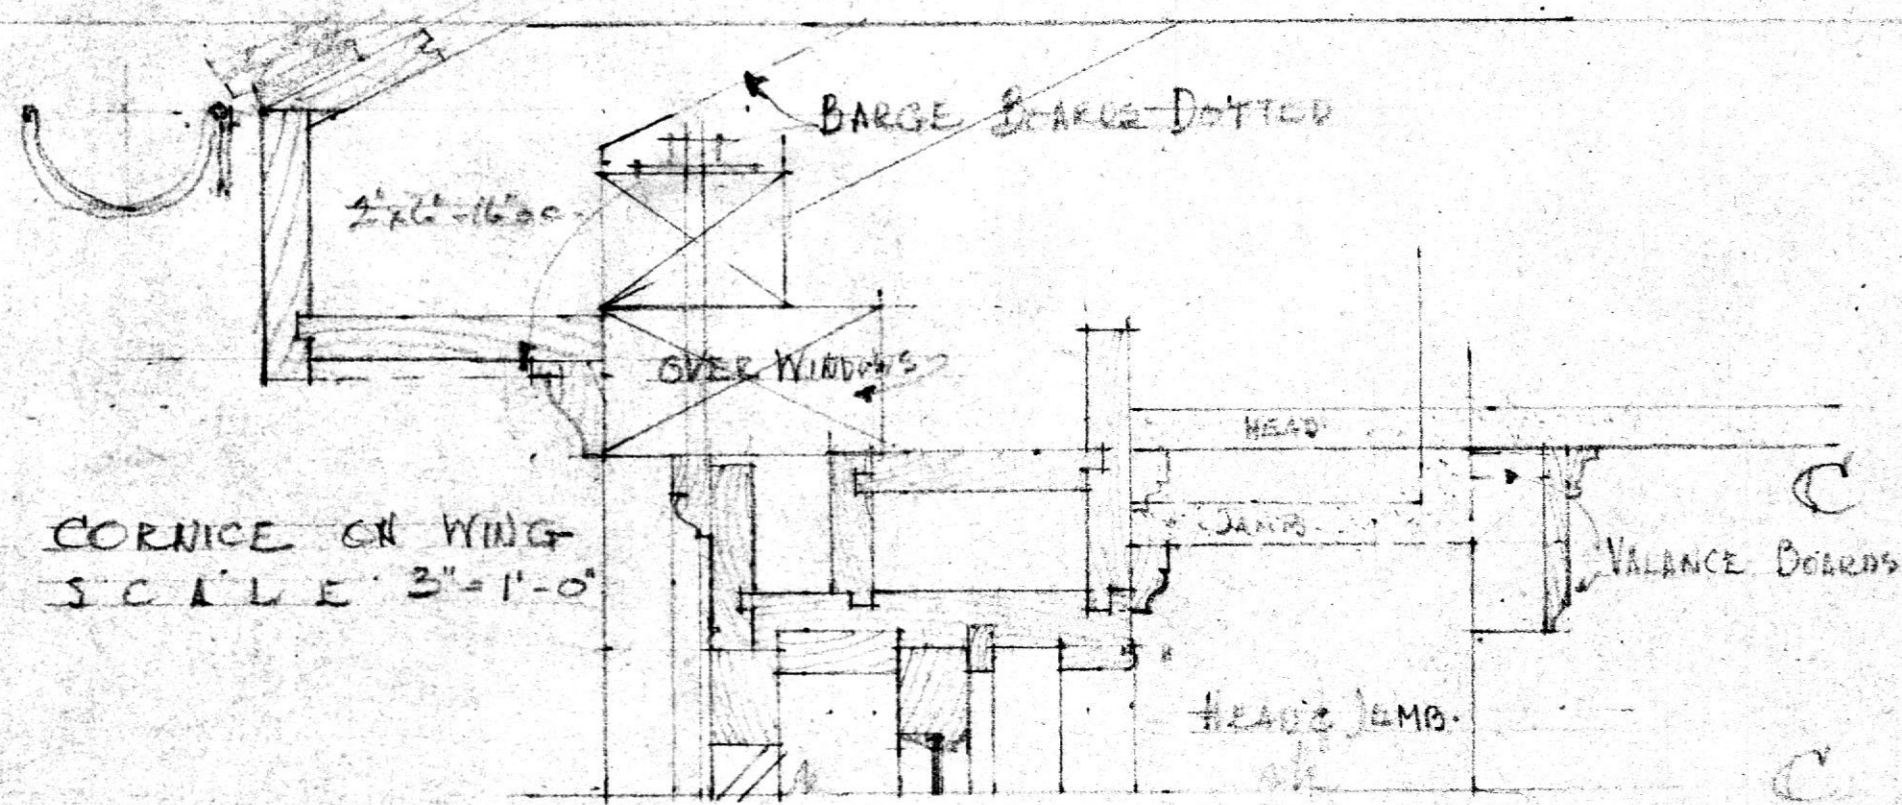 BARGE BOARDS DOTTED
2"x6"-16"oc.
OVER WINDOWS
HEAD
C
CORNICE ON WING
SCALE 3"=1'-0"
JAMB
VALANCE BOARDS
HEAD & JAMB.
C